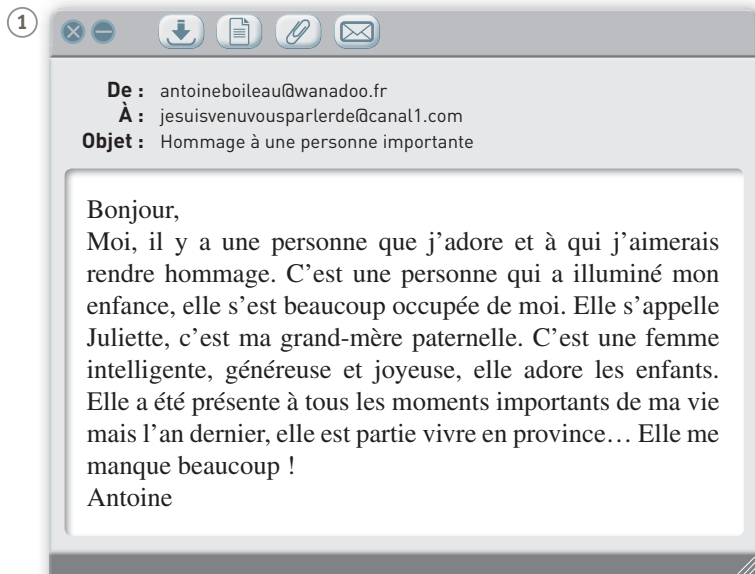 1
De : antoineboileau@wanadoo.fr
À : jesuisvenuvousparlerde@canal1.com
Objet : Hommage à une personne importante
Bonjour,
Moi, il y a une personne que j’adore et à qui j’aimerais
rendre hommage. C’est une personne qui a illuminé mon
enfance, elle s’est beaucoup occupée de moi. Elle s’appelle
Juliette, c’est ma grand-mère paternelle. C’est une femme
intelligente, généreuse et joyeuse, elle adore les enfants.
Elle a été présente à tous les moments importants de ma vie
mais l’an dernier, elle est partie vivre en province… Elle me
manque beaucoup !
Antoine